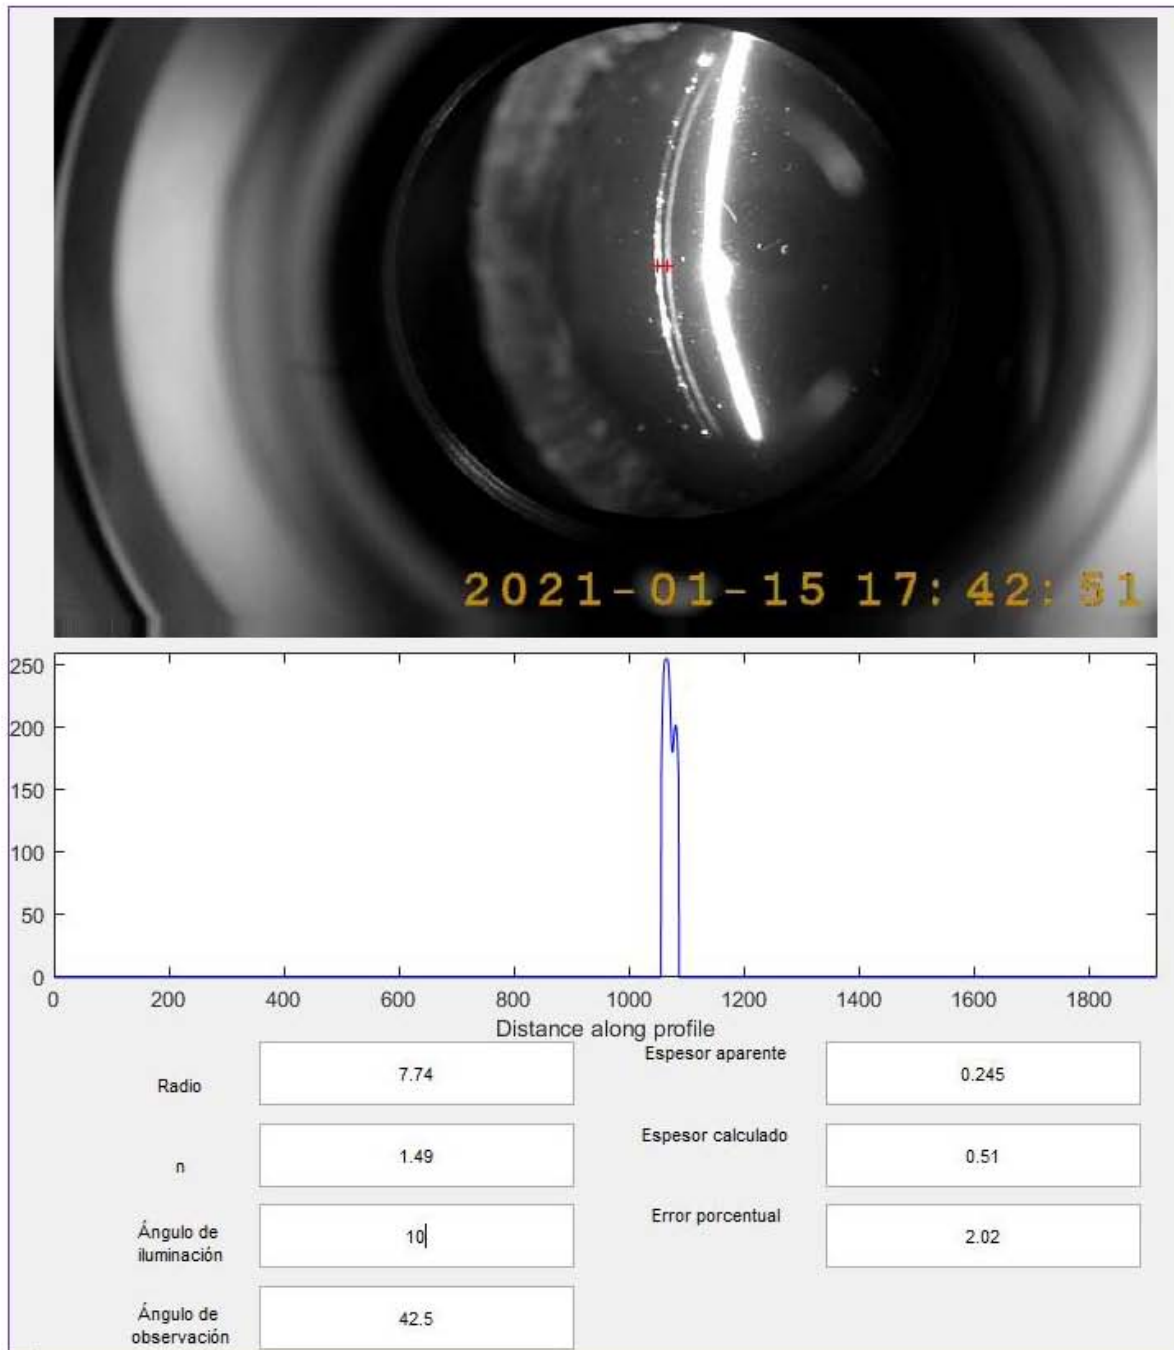 2021-01-15 17:42:51
250
200
150
100
50
0
0 200 400 600 800 1000 1200 1400 1600 1800
Distance along profile
Radio 7.74
Espesor aparente 0.245
n 1.49
Espesor calculado 0.51
Ángulo de
iluminación 10
Error porcentual 2.02
Ángulo de
observación 42.5